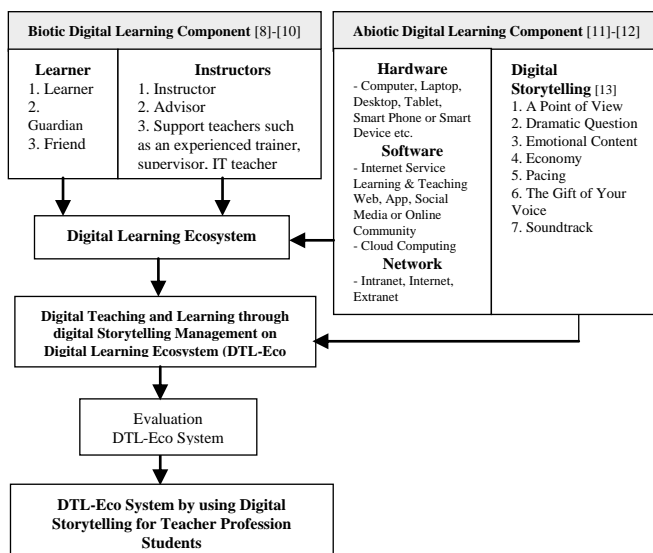 Biotic Digital Learning Component [8]-[10]
Learner
1. Learner
2.
Guardian
3. Friend
Instructors
1. Instructor
2. Advisor
3. Support teachers such
as an experienced trainer,
supervisor, IT teacher
Abiotic Digital Learning Component [11]-[12]
Hardware
- Computer, Laptop,
Desktop, Tablet,
Smart Phone or Smart
Device etc.
Software
- Internet Service
Learning & Teaching
Web, App, Social
Media or Online
Community
- Cloud Computing
Network
- Intranet, Internet,
Extranet
Digital
Storytelling [13]
1. A Point of View
2. Dramatic Question
3. Emotional Content
4. Economy
5. Pacing
6. The Gift of Your
Voice
7. Soundtrack
Digital Learning Ecosystem
Digital Teaching and Learning through
digital Storytelling Management on
Digital Learning Ecosystem (DTL-Eco
Evaluation
DTL-Eco System
DTL-Eco System by using Digital
Storytelling for Teacher Profession
Students